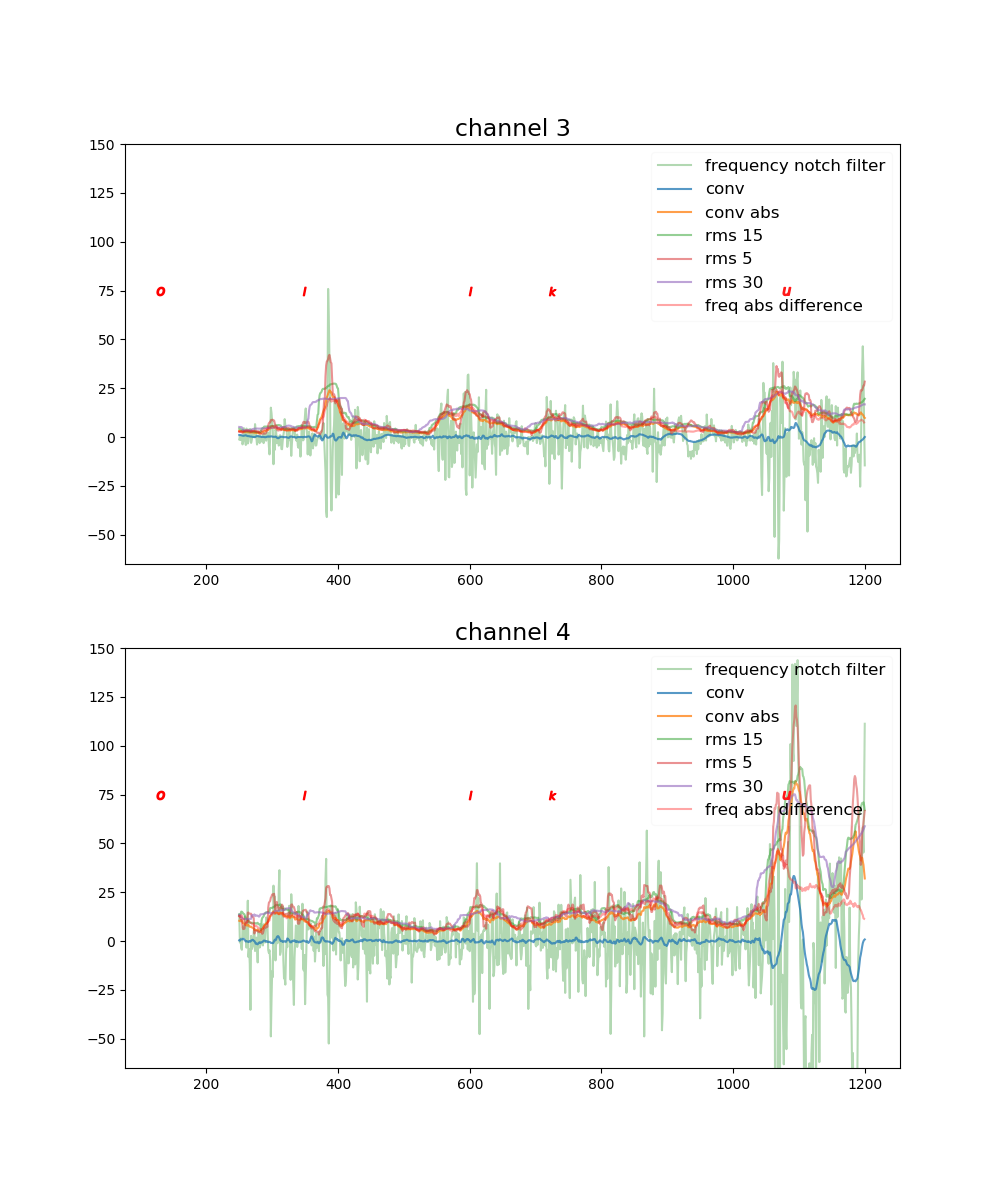 channel 3
150
125
100
75
50
25
0
−25
−50
frequency notch filter
conv
conv abs
rms 15
rms 5
rms 30
freq abs difference
o l l k u
200 400 600 800 1000 1200
channel 4
150
125
100
75
50
25
0
−25
−50
frequency notch filter
conv
conv abs
rms 15
rms 5
rms 30
freq abs difference
o l l k u
200 400 600 800 1000 1200